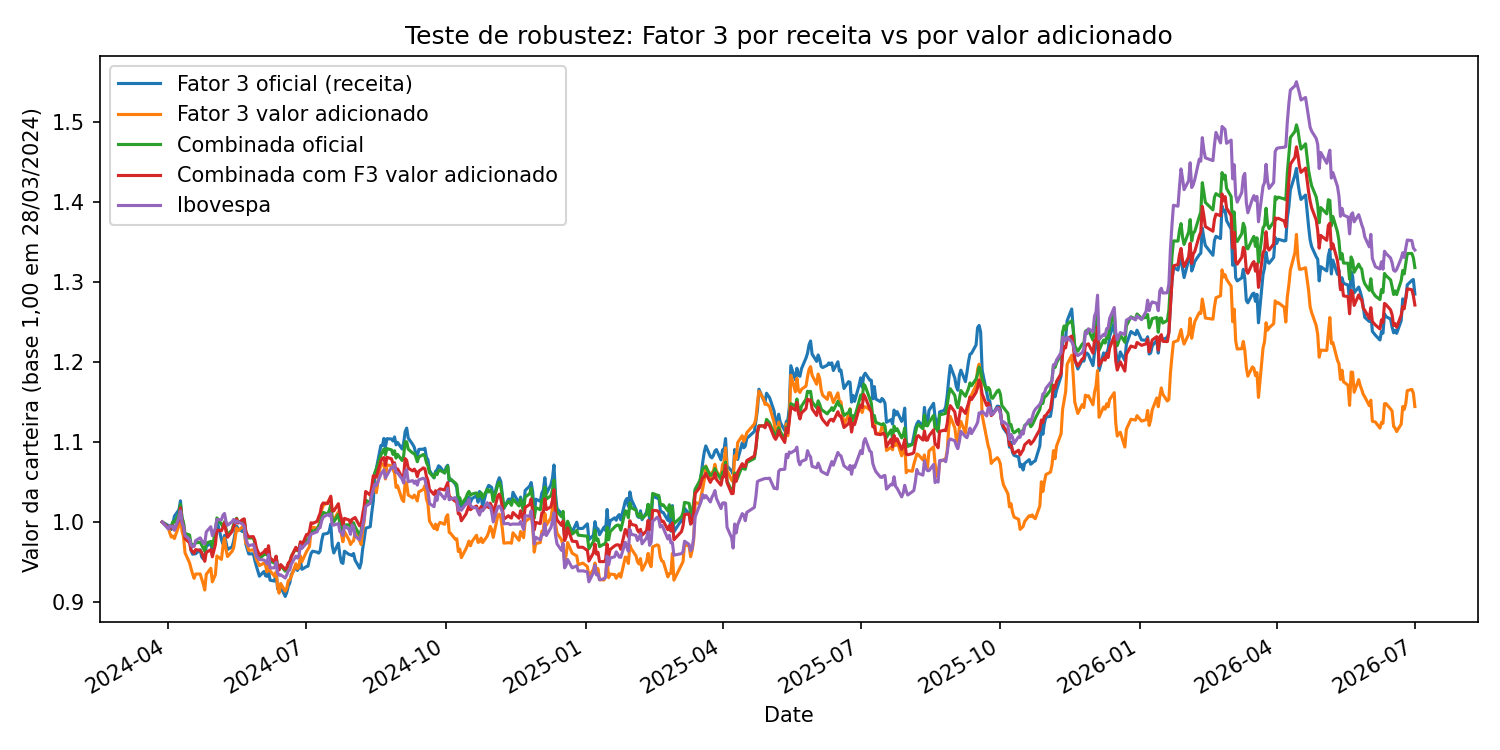 Teste de robustez: Fator 3 por receita vs por valor adicionado
Fator 3 oficial (receita)
Fator 3 valor adicionado
Combinada oficial
Combinada com F3 valor adicionado
Ibovespa
Valor da carteira (base 1,00 em 28/03/2024)
1.5
1.4
1.3
1.2
1.1
1.0
0.9
2024-04
2024-07
2024-10
2025-01
2025-04
2025-07
2025-10
2026-01
2026-04
2026-07
Date